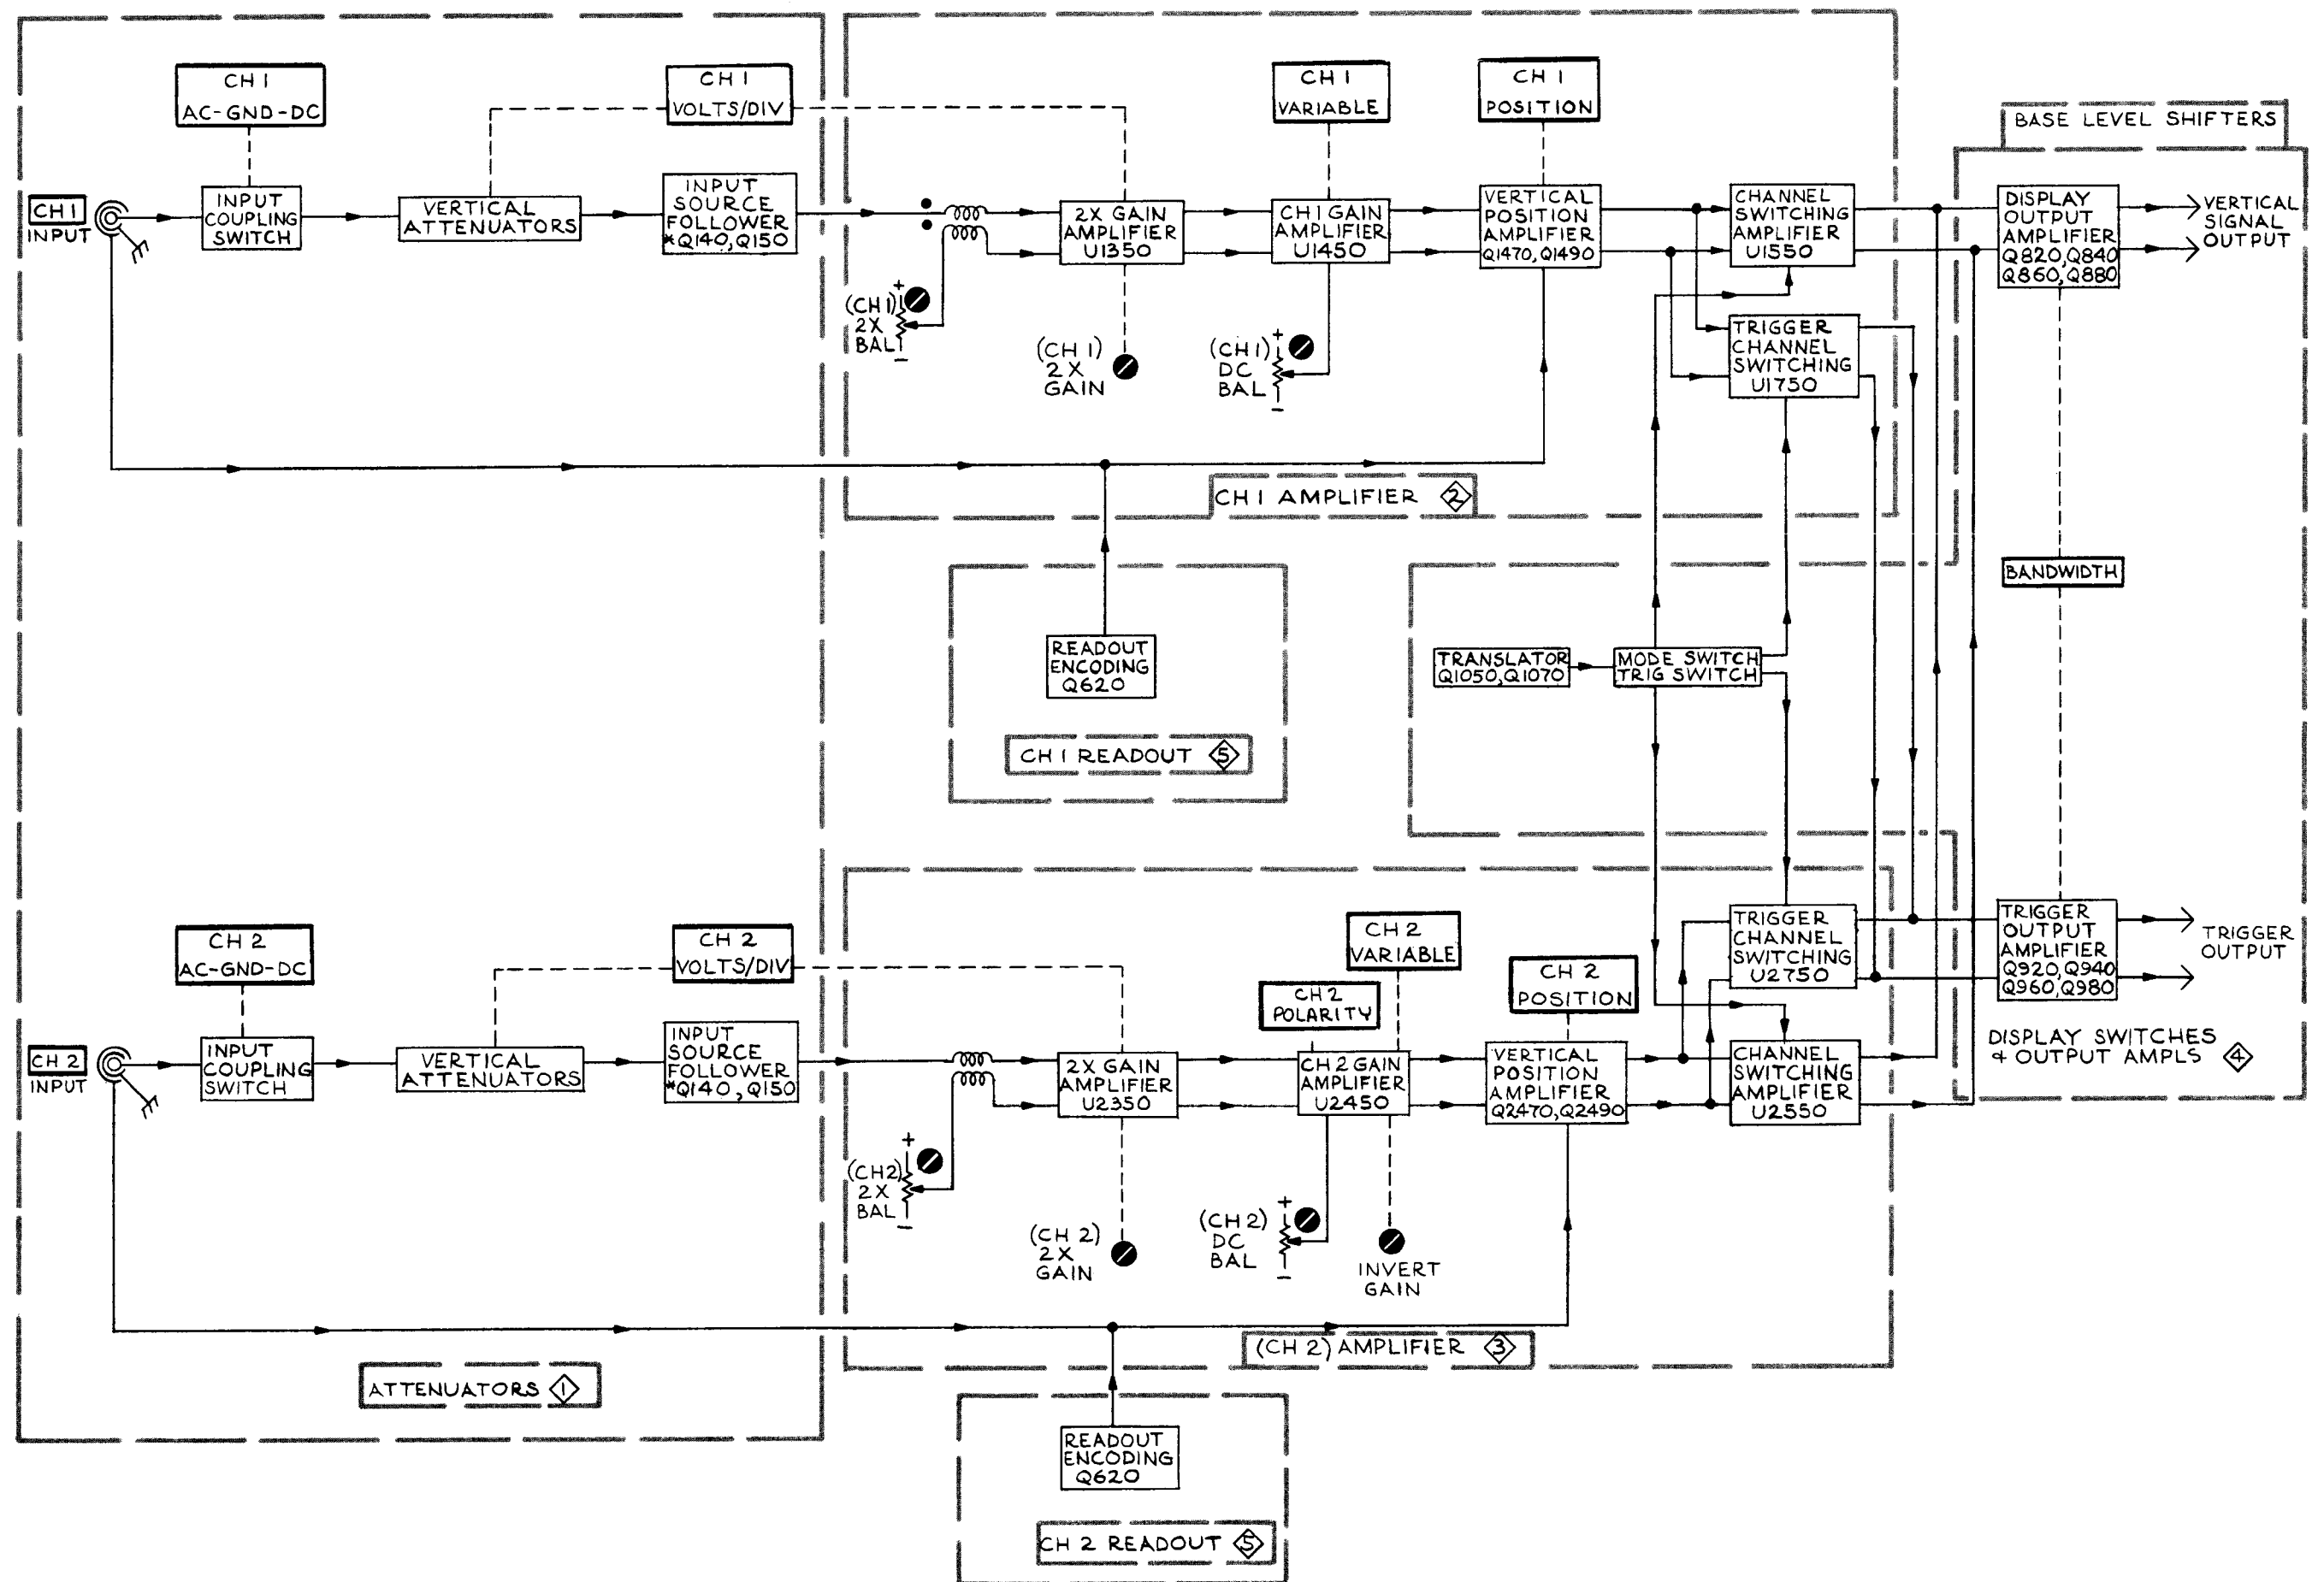 CH 1
AC-GND-DC
CH 1
VOLTS/DIV
CH 1
VARIABLE
CH 1
POSITION
BASE LEVEL SHIFTERS
CH 1
INPUT
INPUT
COUPLING
SWITCH
VERTICAL
ATTENUATORS
INPUT
SOURCE
FOLLOWER
*Q140, Q150
2X GAIN
AMPLIFIER
U1350
CH 1 GAIN
AMPLIFIER
U1450
VERTICAL
POSITION
AMPLIFIER
Q1470, Q1490
CHANNEL
SWITCHING
AMPLIFIER
U1550
DISPLAY
OUTPUT
AMPLIFIER
Q820, Q840
Q860, Q880
VERTICAL
SIGNAL
OUTPUT
+
(CH 1)
2X
BAL
−
(CH 1)
2X
GAIN
+
(CH 1)
DC
BAL
−
TRIGGER
CHANNEL
SWITCHING
U1750
CH 1 AMPLIFIER 2
BANDWIDTH
READOUT
ENCODING
Q620
CH 1 READOUT 5
TRANSLATOR
Q1050, Q1070
MODE SWITCH
TRIG SWITCH
CH 2
AC-GND-DC
CH 2
VOLTS/DIV
CH 2
VARIABLE
CH 2
POLARITY
CH 2
POSITION
TRIGGER
CHANNEL
SWITCHING
U2750
TRIGGER
OUTPUT
AMPLIFIER
Q920, Q940
Q960, Q980
TRIGGER
OUTPUT
DISPLAY SWITCHES
& OUTPUT AMPLS 4
CH 2
INPUT
INPUT
COUPLING
SWITCH
VERTICAL
ATTENUATORS
INPUT
SOURCE
FOLLOWER
*Q140, Q150
2X GAIN
AMPLIFIER
U2350
CH 2 GAIN
AMPLIFIER
U2450
VERTICAL
POSITION
AMPLIFIER
Q2470, Q2490
CHANNEL
SWITCHING
AMPLIFIER
U2550
+
(CH2)
2X
BAL
−
(CH 2)
2X
GAIN
+
(CH 2)
DC
BAL
−
INVERT
GAIN
(CH 2) AMPLIFIER 3
ATTENUATORS 1
READOUT
ENCODING
Q620
CH 2 READOUT 5